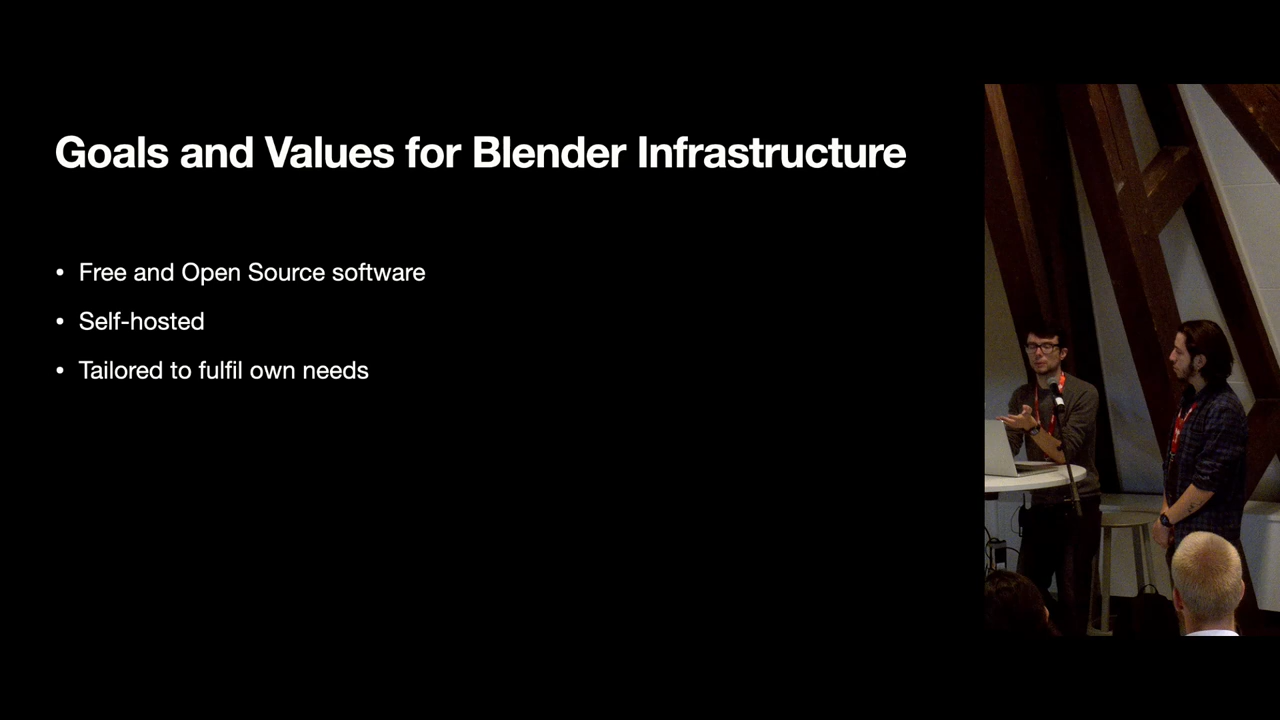 Goals and Values for Blender Infrastructure
• Free and Open Source software
• Self-hosted
• Tailored to fulfil own needs